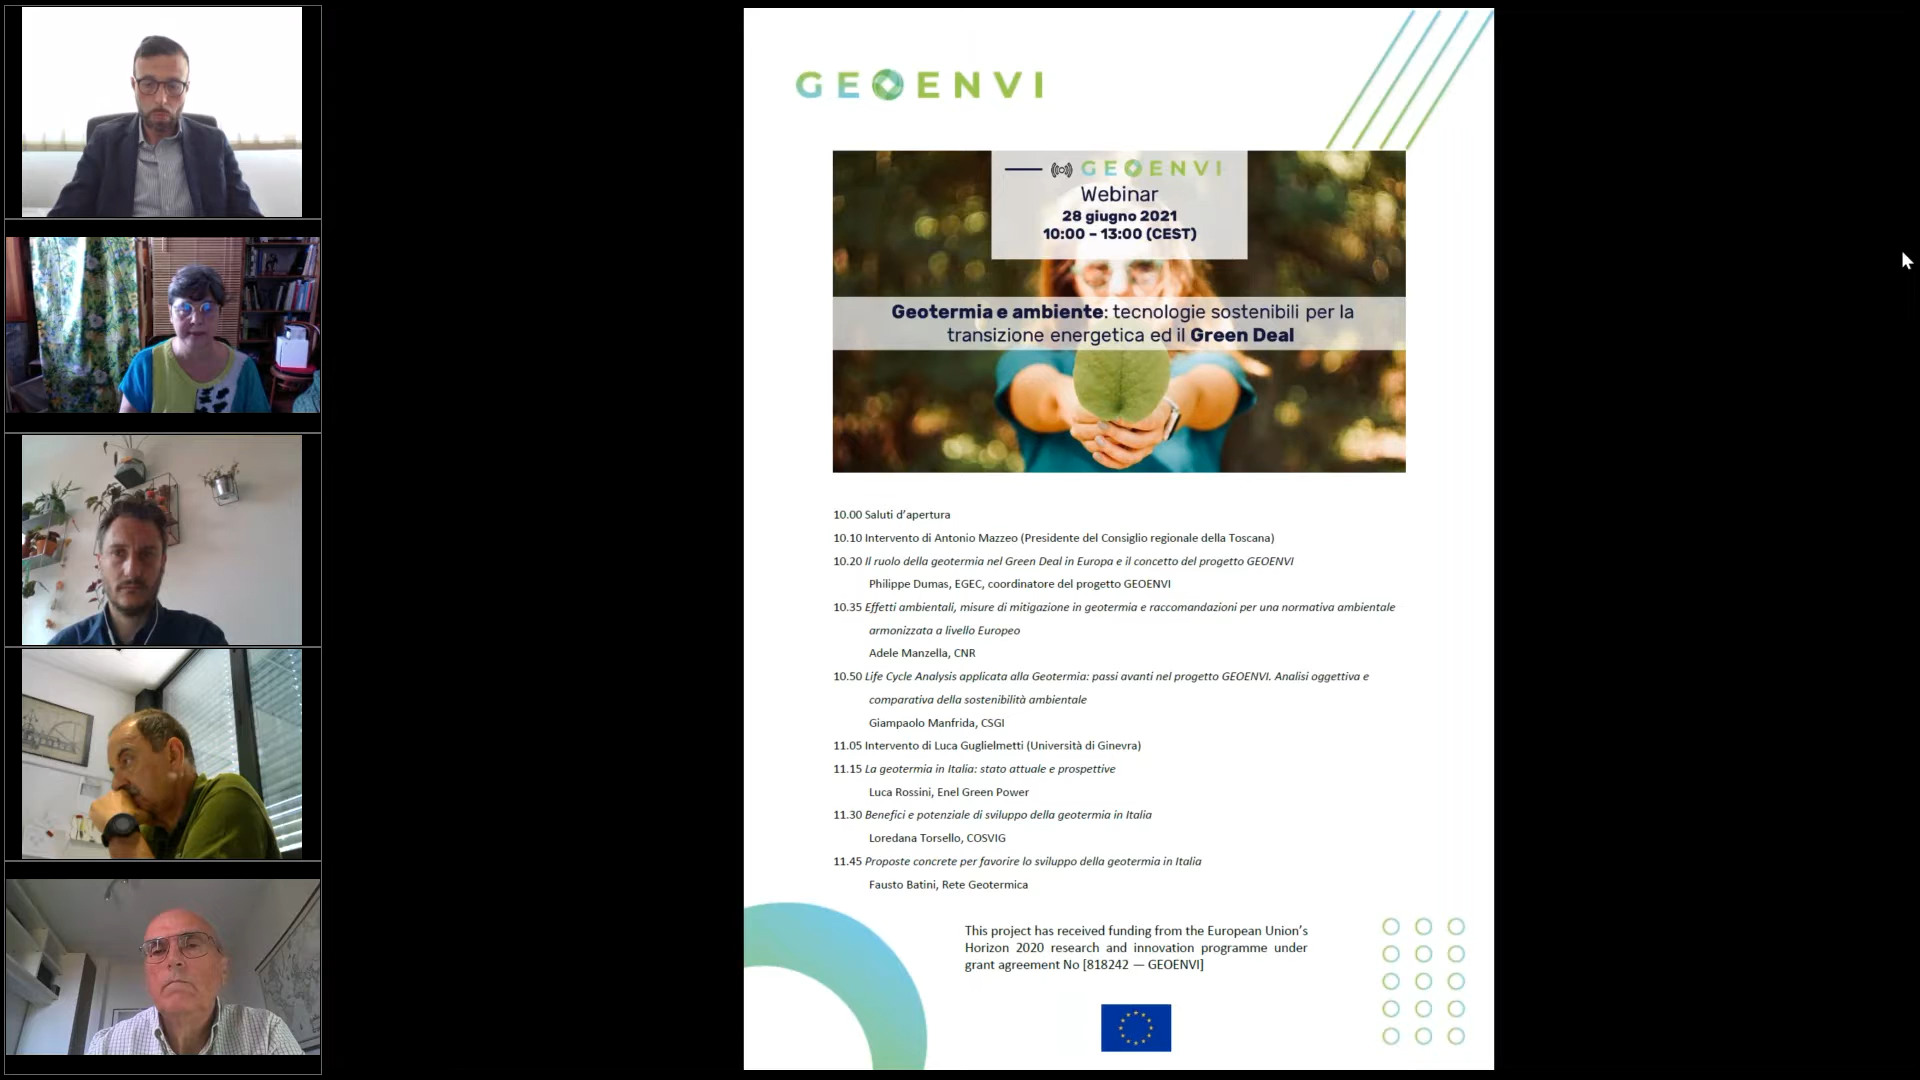 GEOENVI
GEOENVI
Webinar
28 giugno 2021
10:00 – 13:00 (CEST)
Geotermia e ambiente: tecnologie sostenibili per la
transizione energetica ed il Green Deal
10.00 Saluti d’apertura
10.10 Intervento di Antonio Mazzeo (Presidente del Consiglio regionale della Toscana)
10.20 Il ruolo della geotermia nel Green Deal in Europa e il concetto del progetto GEOENVI
Philippe Dumas, EGEC, coordinatore del progetto GEOENVI
10.35 Effetti ambientali, misure di mitigazione in geotermia e raccomandazioni per una normativa ambientale
armonizzata a livello Europeo
Adele Manzella, CNR
10.50 Life Cycle Analysis applicata alla Geotermia: passi avanti nel progetto GEOENVI. Analisi oggettiva e
comparativa della sostenibilità ambientale
Giampaolo Manfrida, CSGI
11.05 Intervento di Luca Guglielmetti (Università di Ginevra)
11.15 La geotermia in Italia: stato attuale e prospettive
Luca Rossini, Enel Green Power
11.30 Benefici e potenziale di sviluppo della geotermia in Italia
Loredana Torsello, COSVIG
11.45 Proposte concrete per favorire lo sviluppo della geotermia in Italia
Fausto Batini, Rete Geotermica
This project has received funding from the European Union’s
Horizon 2020 research and innovation programme under
grant agreement No [818242 — GEOENVI]